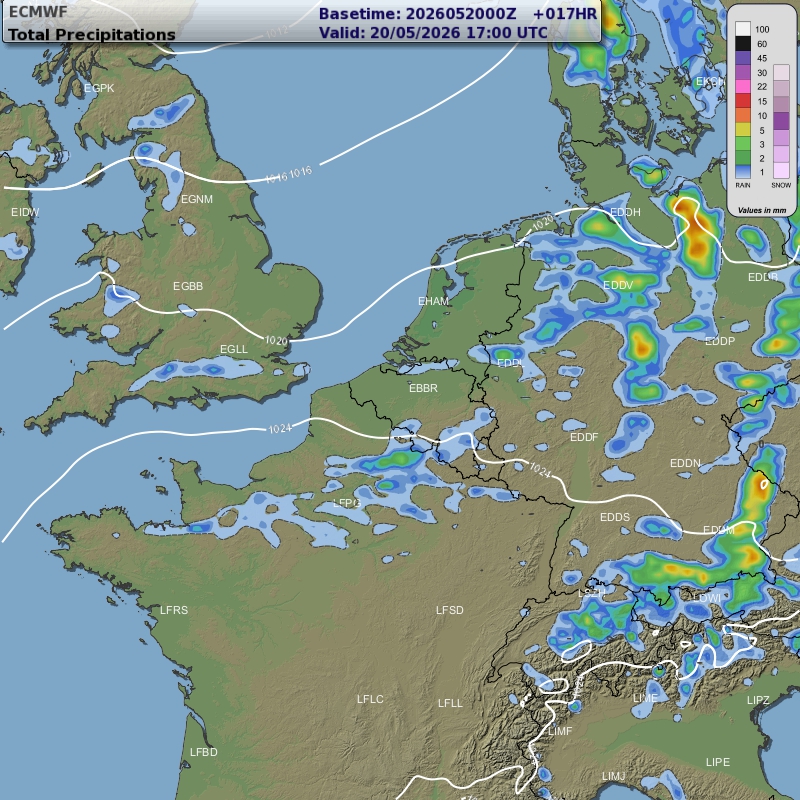 ECMWF
Basetime: 2026052000Z +017HR
Total Precipitations
Valid: 20/05/2026 17:00 UTC
1012
100
60
45
30
22
15
10
5
3
2
1
RAIN
SNOW
Values in mm
EGPK
1016
1016
EGNM
EIDW
EDDH
1020
EGBB
EDDV
EDDB
EHAM
1020
EGLL
EDDP
EDDL
EBBR
1024
EDDF
EDDN
1024
LFPG
EDDS
EDDM
LSZH
LOWI
LFRS
LFSD
LFLC
LFLL
LIME
LIPZ
LIMF
LFBD
LIPE
LIMJ